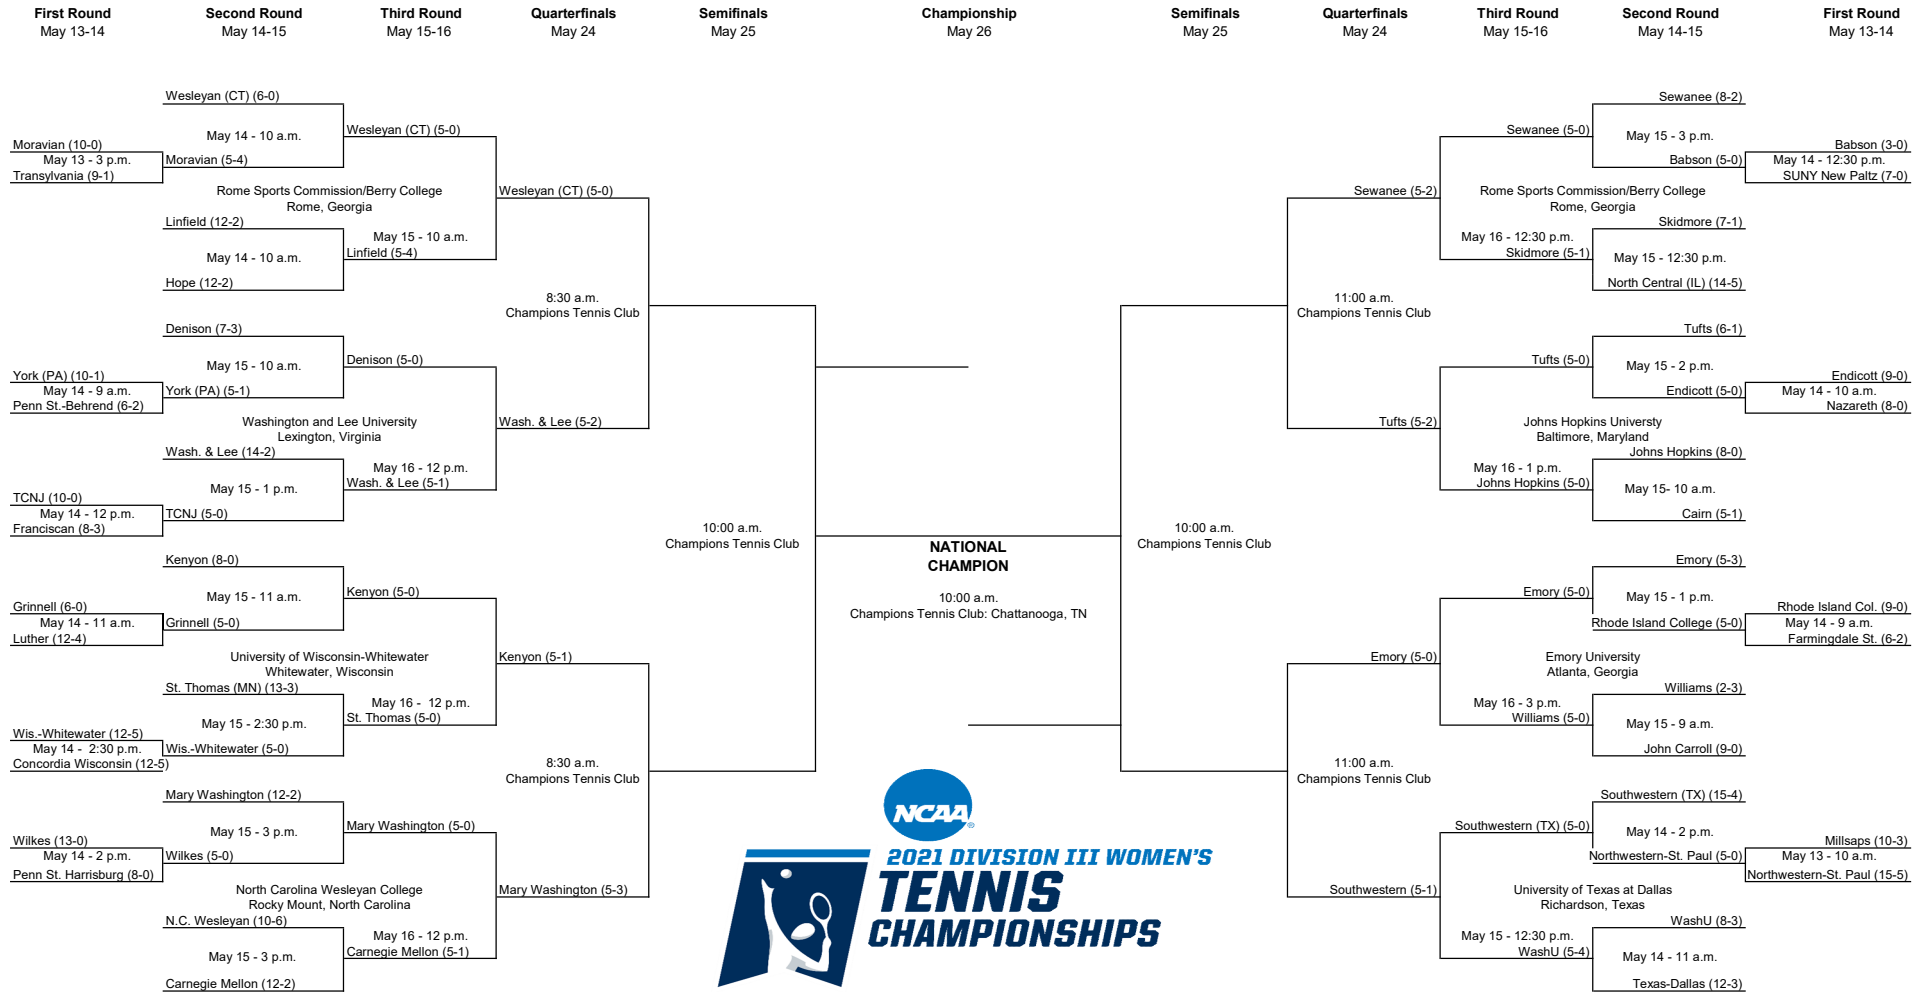 First Round
May 13-14
Second Round
May 14-15
Third Round
May 15-16
Quarterfinals
May 24
Semifinals
May 25
Championship
May 26
Semifinals
May 25
Quarterfinals
May 24
Third Round
May 15-16
Second Round
May 14-15
First Round
May 13-14
Moravian (10-0)
May 13 - 3 p.m.
Transylvania (9-1)
York (PA) (10-1)
May 14 - 9 a.m.
Penn St.-Behrend (6-2)
TCNJ (10-0)
May 14 - 12 p.m.
Franciscan (8-3)
Grinnell (6-0)
May 14 - 11 a.m.
Luther (12-4)
Wis.-Whitewater (12-5)
May 14 -  2:30 p.m.
Concordia Wisconsin (12-5)
Wilkes (13-0)
May 14 - 2 p.m.
Penn St. Harrisburg (8-0)
Wesleyan (CT) (6-0)
May 14 - 10 a.m.
Moravian (5-4)
Rome Sports Commission/Berry College
Rome, Georgia
Linfield (12-2)
May 14 - 10 a.m.
Hope (12-2)
Denison (7-3)
May 15 - 10 a.m.
York (PA) (5-1)
Washington and Lee University
Lexington, Virginia
Wash. & Lee (14-2)
May 15 - 1 p.m.
TCNJ (5-0)
Kenyon (8-0)
May 15 - 11 a.m.
Grinnell (5-0)
University of Wisconsin-Whitewater
Whitewater, Wisconsin
St. Thomas (MN) (13-3)
May 15 - 2:30 p.m.
Wis.-Whitewater (5-0)
Mary Washington (12-2)
May 15 - 3 p.m.
Wilkes (5-0)
North Carolina Wesleyan College
Rocky Mount, North Carolina
N.C. Wesleyan (10-6)
May 15 - 3 p.m.
Carnegie Mellon (12-2)
Wesleyan (CT) (5-0)
May 15 - 10 a.m.
Linfield (5-4)
Denison (5-0)
May 16 - 12 p.m.
Wash. & Lee (5-1)
Kenyon (5-0)
May 16 -  12 p.m.
St. Thomas (5-0)
Mary Washington (5-0)
May 16 - 12 p.m.
Carnegie Mellon (5-1)
Wesleyan (CT) (5-0)
8:30 a.m.
Champions Tennis Club
Wash. & Lee (5-2)
Kenyon (5-1)
8:30 a.m.
Champions Tennis Club
Mary Washington (5-3)
10:00 a.m.
Champions Tennis Club
NATIONAL
CHAMPION
10:00 a.m.
Champions Tennis Club: Chattanooga, TN
NCAA
®
2021 DIVISION III WOMEN'S
TENNIS
CHAMPIONSHIPS
10:00 a.m.
Champions Tennis Club
Sewanee (5-2)
11:00 a.m.
Champions Tennis Club
Tufts (5-2)
Emory (5-0)
11:00 a.m.
Champions Tennis Club
Southwestern (5-1)
Sewanee (5-0)
May 16 - 12:30 p.m.
Skidmore (5-1)
Tufts (5-0)
May 16 - 1 p.m.
Johns Hopkins (5-0)
Emory (5-0)
May 16 - 3 p.m.
Williams (5-0)
Southwestern (TX) (5-0)
May 15 - 12:30 p.m.
WashU (5-4)
Sewanee (8-2)
May 15 - 3 p.m.
Babson (5-0)
Rome Sports Commission/Berry College
Rome, Georgia
Skidmore (7-1)
May 15 - 12:30 p.m.
North Central (IL) (14-5)
Tufts (6-1)
May 15 - 2 p.m.
Endicott (5-0)
Johns Hopkins Universty
Baltimore, Maryland
Johns Hopkins (8-0)
May 15- 10 a.m.
Cairn (5-1)
Emory (5-3)
May 15 - 1 p.m.
Rhode Island College (5-0)
Emory University
Atlanta, Georgia
Williams (2-3)
May 15 - 9 a.m.
John Carroll (9-0)
Southwestern (TX) (15-4)
May 14 - 2 p.m.
Northwestern-St. Paul (5-0)
University of Texas at Dallas
Richardson, Texas
WashU (8-3)
May 14 - 11 a.m.
Texas-Dallas (12-3)
Babson (3-0)
May 14 - 12:30 p.m.
SUNY New Paltz (7-0)
Endicott (9-0)
May 14 - 10 a.m.
Nazareth (8-0)
Rhode Island Col. (9-0)
May 14 - 9 a.m.
Farmingdale St. (6-2)
Millsaps (10-3)
May 13 - 10 a.m.
Northwestern-St. Paul (15-5)